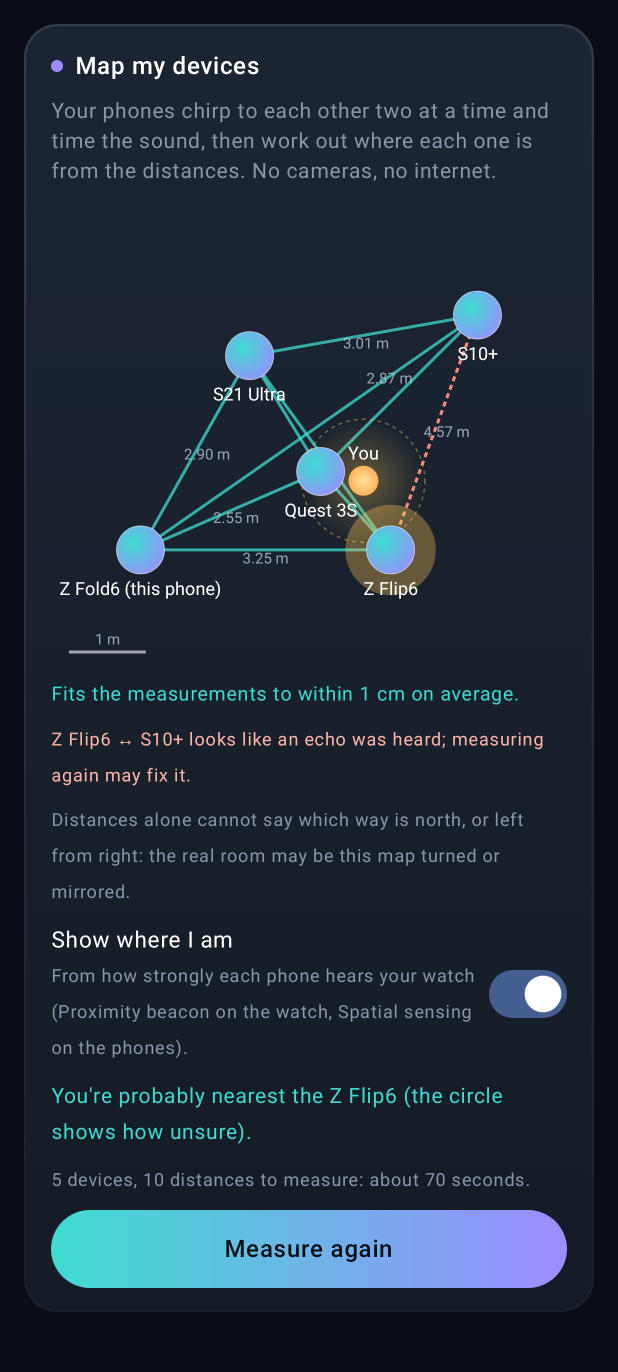 Map my devices
Your phones chirp to each other two at a time and
time the sound, then work out where each one is
from the distances. No cameras, no internet.
S10+
3.01 m
S21 Ultra
2.87 m
4.57 m
2.90 m
You
Quest 3S
2.55 m
3.25 m
Z Fold6 (this phone)
Z Flip6
1 m
Fits the measurements to within 1 cm on average.
Z Flip6 ↔ S10+ looks like an echo was heard; measuring
again may fix it.
Distances alone cannot say which way is north, or left
from right: the real room may be this map turned or
mirrored.
Show where I am
From how strongly each phone hears your watch
(Proximity beacon on the watch, Spatial sensing
on the phones).
You're probably nearest the Z Flip6 (the circle
shows how unsure).
5 devices, 10 distances to measure: about 70 seconds.
Measure again